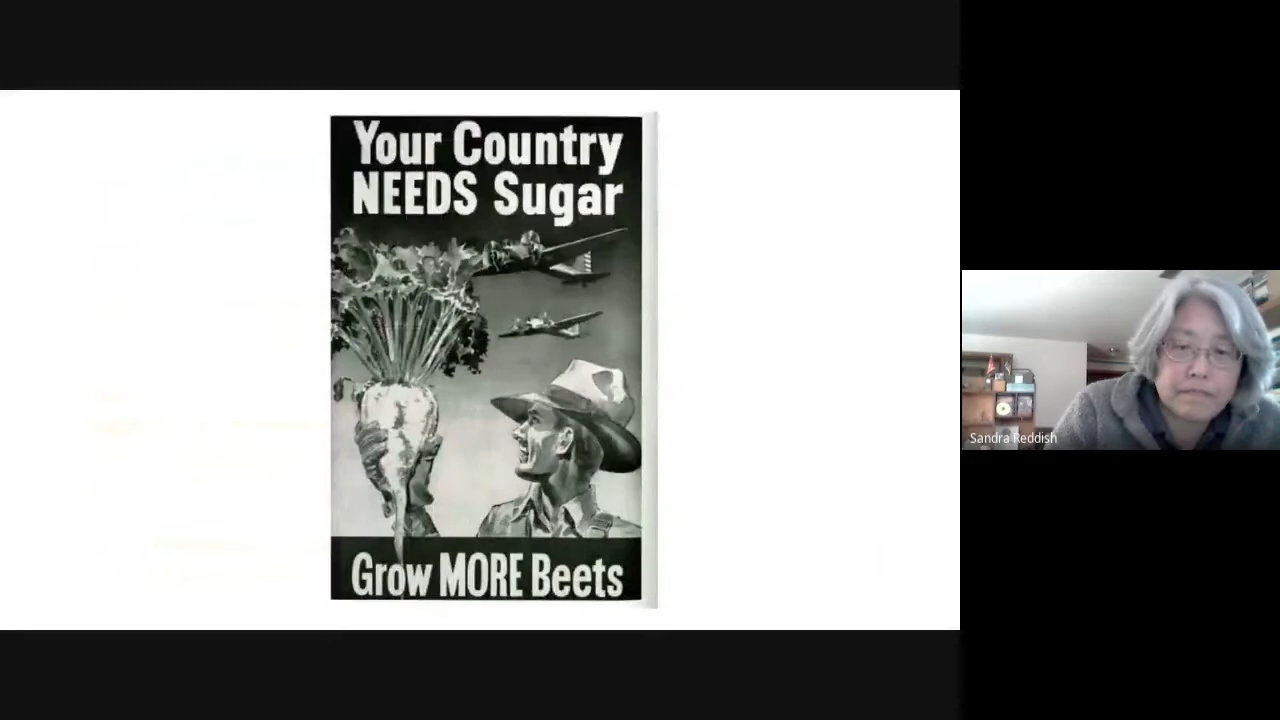 Your Country
NEEDS Sugar
Grow MORE Beets
Sandra Reddish